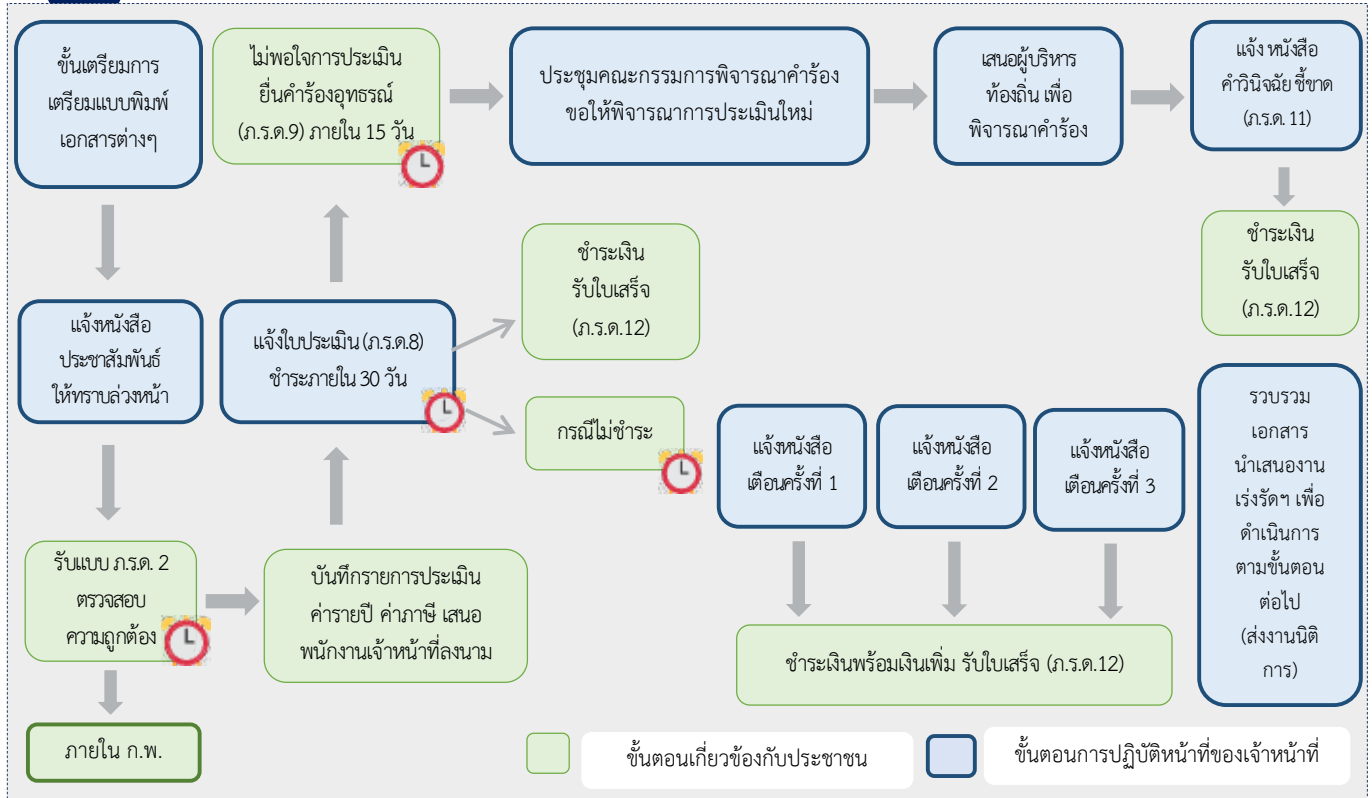 ขั้นเตรียมการ
เตรียมแบบพิมพ์
เอกสารต่างๆ
ไม่พอใจการประเมิน
ยื่นคำร้องอุทธรณ์
(ภ.ร.ด.9) ภายใน 15 วัน
ประชุมคณะกรรมการพิจารณาคำร้อง
ขอให้พิจารณาการประเมินใหม่
เสนอผู้บริหาร
ท้องถิ่น เพื่อ
พิจารณาคำร้อง
แจ้ง หนังสือ
คำวินิจฉัย ชี้ขาด
(ภ.ร.ด. 11)
ชำระเงิน
รับใบเสร็จ
(ภ.ร.ด.12)
แจ้งหนังสือ
ประชาสัมพันธ์
ให้ทราบล่วงหน้า
แจ้งใบประเมิน (ภ.ร.ด.8)
ชำระภายใน 30 วัน
ชำระเงิน
รับใบเสร็จ
(ภ.ร.ด.12)
กรณีไม่ชำระ
แจ้งหนังสือ
เตือนครั้งที่ 1
แจ้งหนังสือ
เตือนครั้งที่ 2
แจ้งหนังสือ
เตือนครั้งที่ 3
รวบรวม
เอกสาร
นำเสนองาน
เร่งรัดฯ เพื่อ
ดำเนินการ
ตามขั้นตอน
ต่อไป
(ส่งงานนิติ
การ)
รับแบบ ภ.ร.ด. 2
ตรวจสอบ
ความถูกต้อง
บันทึกรายการประเมิน
ค่ารายปี ค่าภาษี เสนอ
พนักงานเจ้าหน้าที่ลงนาม
ชำระเงินพร้อมเงินเพิ่ม รับใบเสร็จ (ภ.ร.ด.12)
ภายใน ก.พ.
ขั้นตอนเกี่ยวข้องกับประชาชน
ขั้นตอนการปฏิบัติหน้าที่ของเจ้าหน้าที่